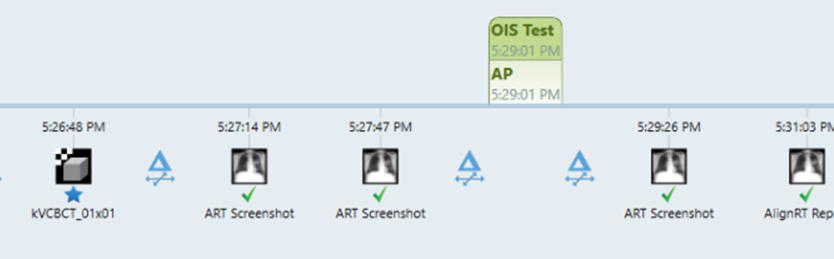 OIS Test
5:29:01 PM
AP
5:29:01 PM
5:26:48 PM
5:27:14 PM
5:27:47 PM
5:29:26 PM
5:31:03 PM
kVCBCT_01x01
ART Screenshot
ART Screenshot
ART Screenshot
AlignRT Rep